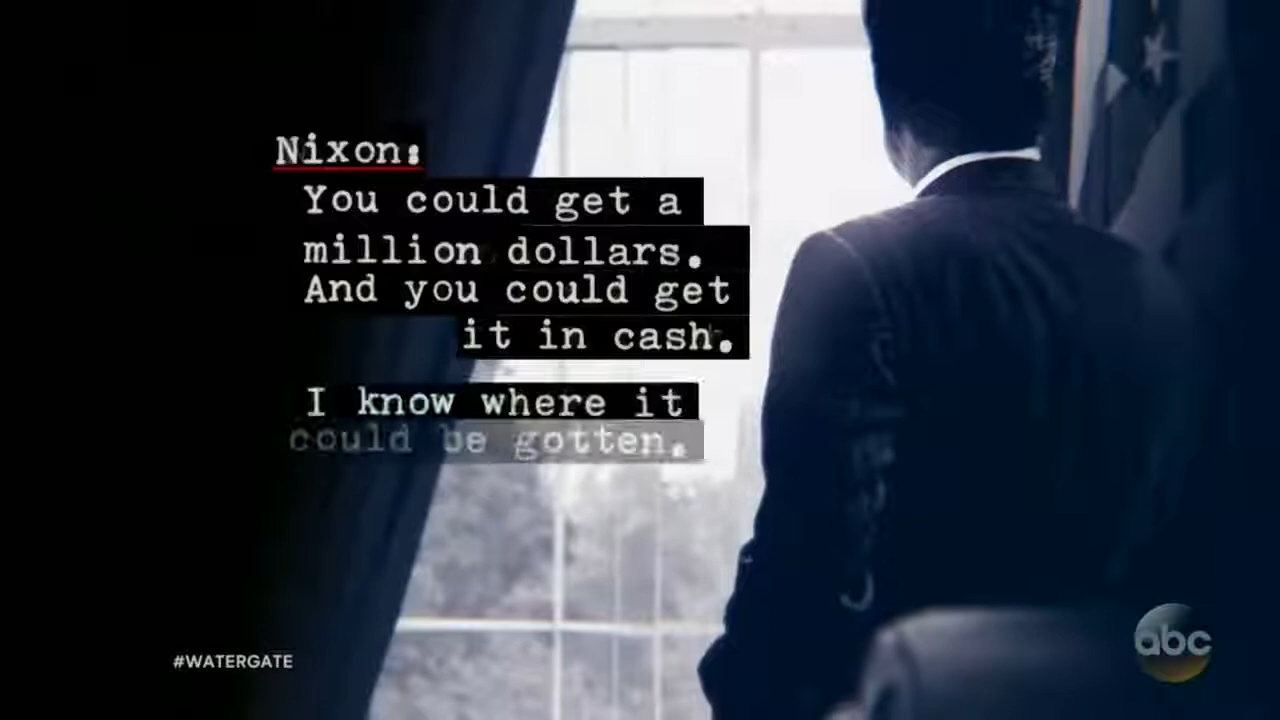 Nixon:
You could get a
million dollars.
And you could get
it in cash.
I know where it
could be gotten.
#WATERGATE
abc